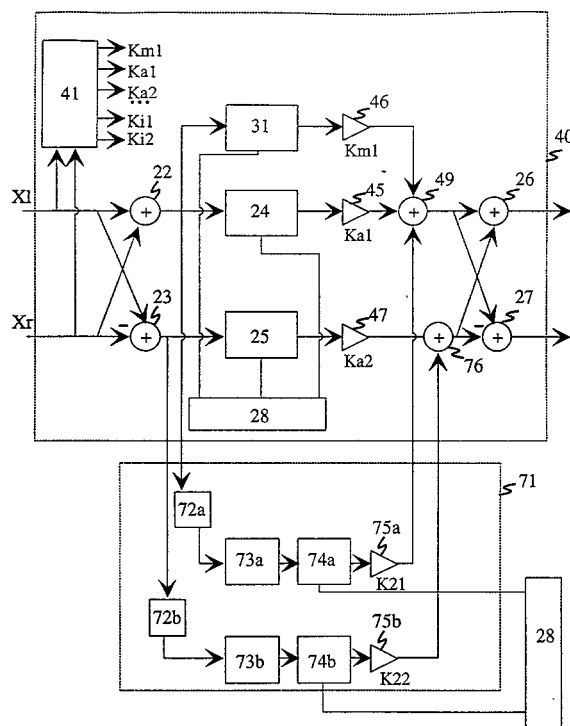 41
Km1
Ka1
Ka2
...
Ki1
Ki2
46
31
Km1
40
Xl
22
45
49
26
+
24
+
+
Ka1
Xr
23
47
27
-
+
25
+
-
+
Ka2
76
28
71
72a
75a
73a
74a
K21
72b
75b
28
73b
74b
K22